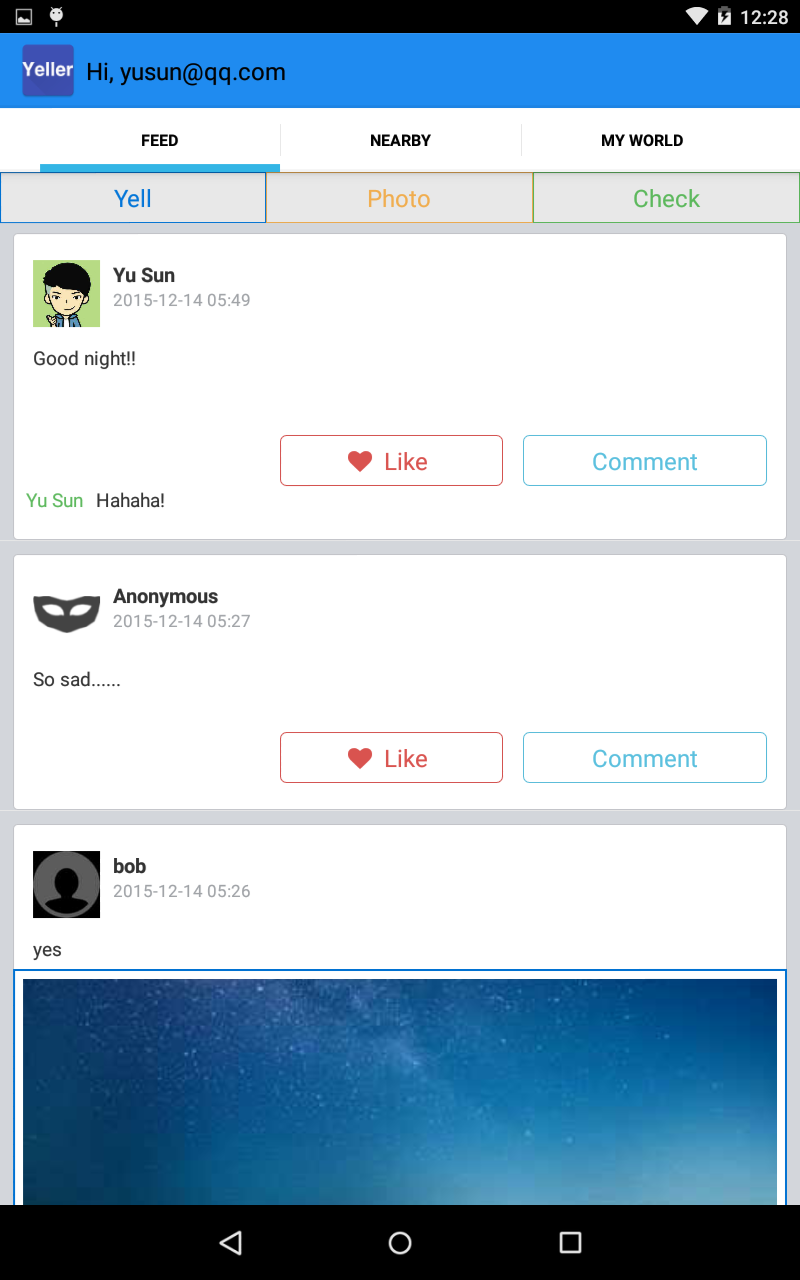 12:28
Yeller
Hi, yusun@qq.com
FEED
NEARBY
MY WORLD
Yell
Photo
Check
Yu Sun
2015-12-14 05:49
Good night!!
Like
Comment
Yu Sun Hahaha!
Anonymous
2015-12-14 05:27
So sad......
Like
Comment
bob
2015-12-14 05:26
yes